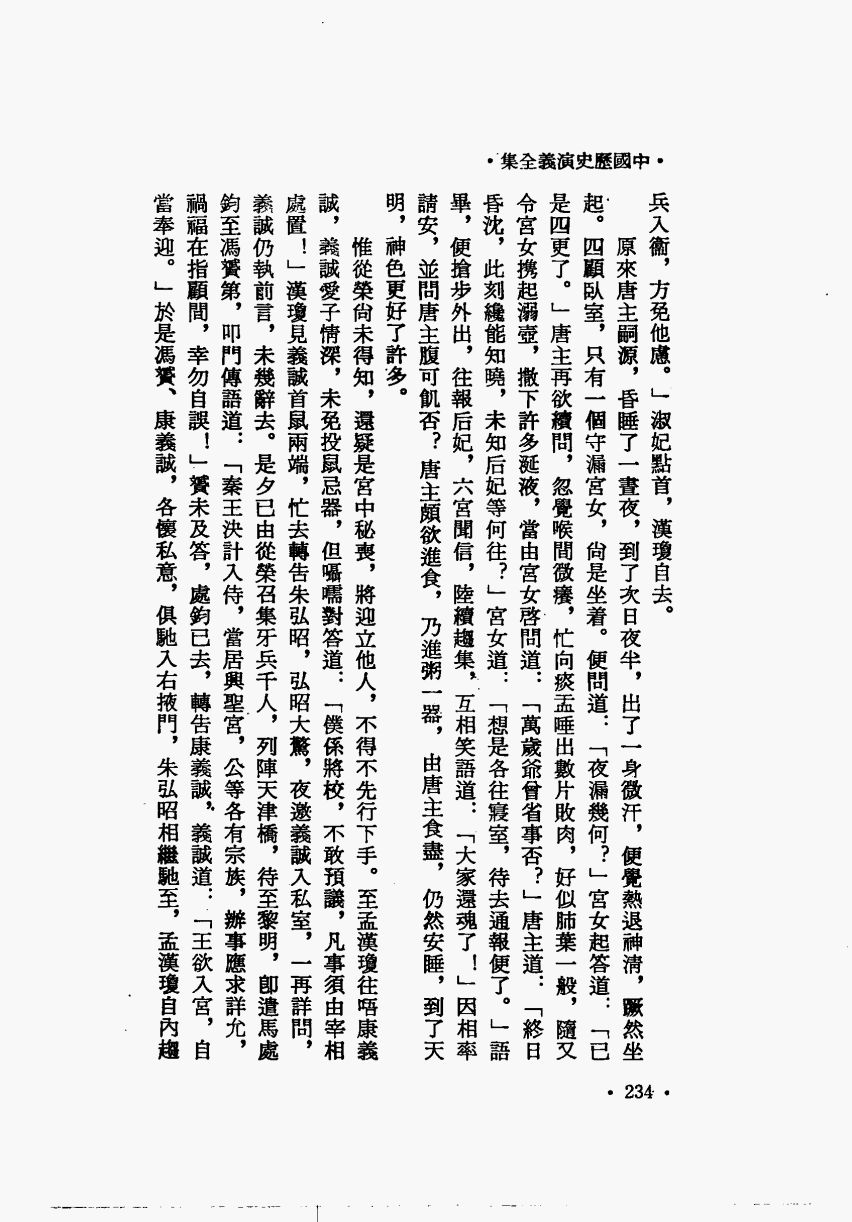 •中國歷史演義全集•
兵入衞，方免他慮。」淑妃點首，漢瓊自去。
原來唐主嗣源，昏睡了一晝夜，到了次日夜半，出了一身微汗，便覺熱退神淸，蹶然坐
起。四顧臥室，只有一個守漏宮女，尙是坐着。便問道：「夜漏幾何？」宮女起答道：「已
是四更了。」唐主再欲續問，忽覺喉間微癢，忙向痰盂唾出數片敗肉，好似肺葉一般，隨又
令宮女携起溺壺，撒下許多涎液，當由宮女啓問道：「萬歲爺曾省事否？」唐主道：「終日
昏沈，此刻纔能知曉，未知后妃等何往？」宮女道：「想是各往寢室，待去通報便了。」語
畢，便搶步外出，往報后妃，六宮聞信，陸續趨集，互相笑語道：「大家還魂了！」因相率
請安，並問唐主腹可飢否？唐主頗欲進食，乃進粥一器，由唐主食盡，仍然安睡，到了天
明，神色更好了許多。
惟從榮尙未得知，還疑是宮中秘喪，將迎立他人，不得不先行下手。至孟漢瓊往唔康義
誠，義誠愛子情深，未免投鼠忌器，但囁嚅對答道：「僕係將校，不敢預議，凡事須由宰相
處置！」漢瓊見義誠首鼠兩端，忙去轉告朱弘昭，弘昭大驚，夜邀義誠入私室，一再詳問，
義誠仍執前言，未幾辭去。是夕已由從榮召集牙兵千人，列陣天津橋，待至黎明，卽遣馬處
鈞至馮贇第，叩門傳語道：「秦王決計入侍，當居興聖宮，公等各有宗族，辦事應求詳允，
禍福在指顧間，幸勿自誤！」贇未及答，處鈞已去，轉告康義誠，義誠道：「王欲入宮，自
當奉迎。」於是馮贇、康義誠，各懷私意，俱馳入右掖門，朱弘昭相繼馳至，孟漢瓊自內趨
• 234 •